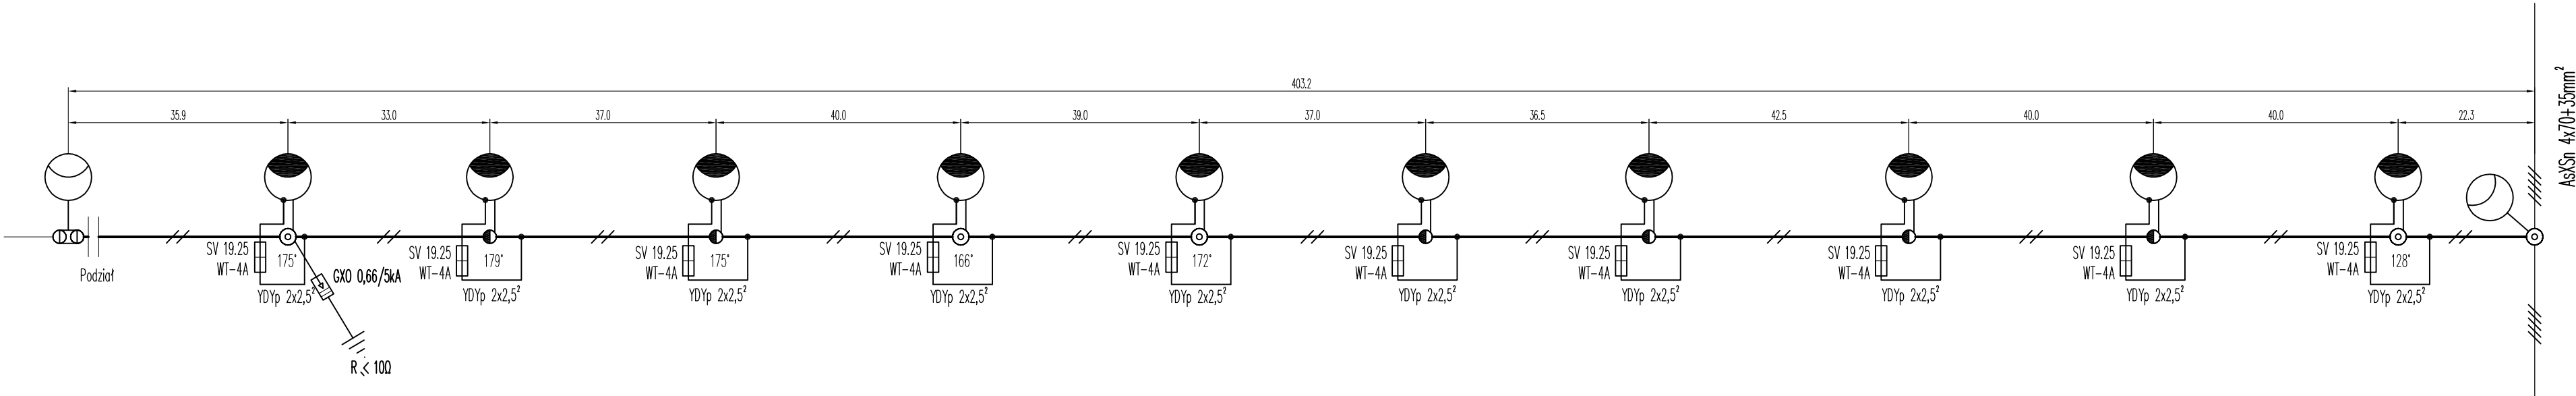 403.2
35.9
33.0
37.0
40.0
39.0
37.0
36.5
42.5
40.0
40.0
22.3
AsXSn 4x70+35mm²
Podział
SV 19.25
WT-4A
175°
YDYp 2x2,5²
GXO 0,66/5kA
R ⩽ 10Ω
SV 19.25
WT-4A
179°
YDYp 2x2,5²
SV 19.25
WT-4A
175°
YDYp 2x2,5²
SV 19.25
WT-4A
166°
YDYp 2x2,5²
SV 19.25
WT-4A
172°
YDYp 2x2,5²
SV 19.25
WT-4A
YDYp 2x2,5²
SV 19.25
WT-4A
YDYp 2x2,5²
SV 19.25
WT-4A
YDYp 2x2,5²
SV 19.25
WT-4A
YDYp 2x2,5²
SV 19.25
WT-4A
128°
YDYp 2x2,5²